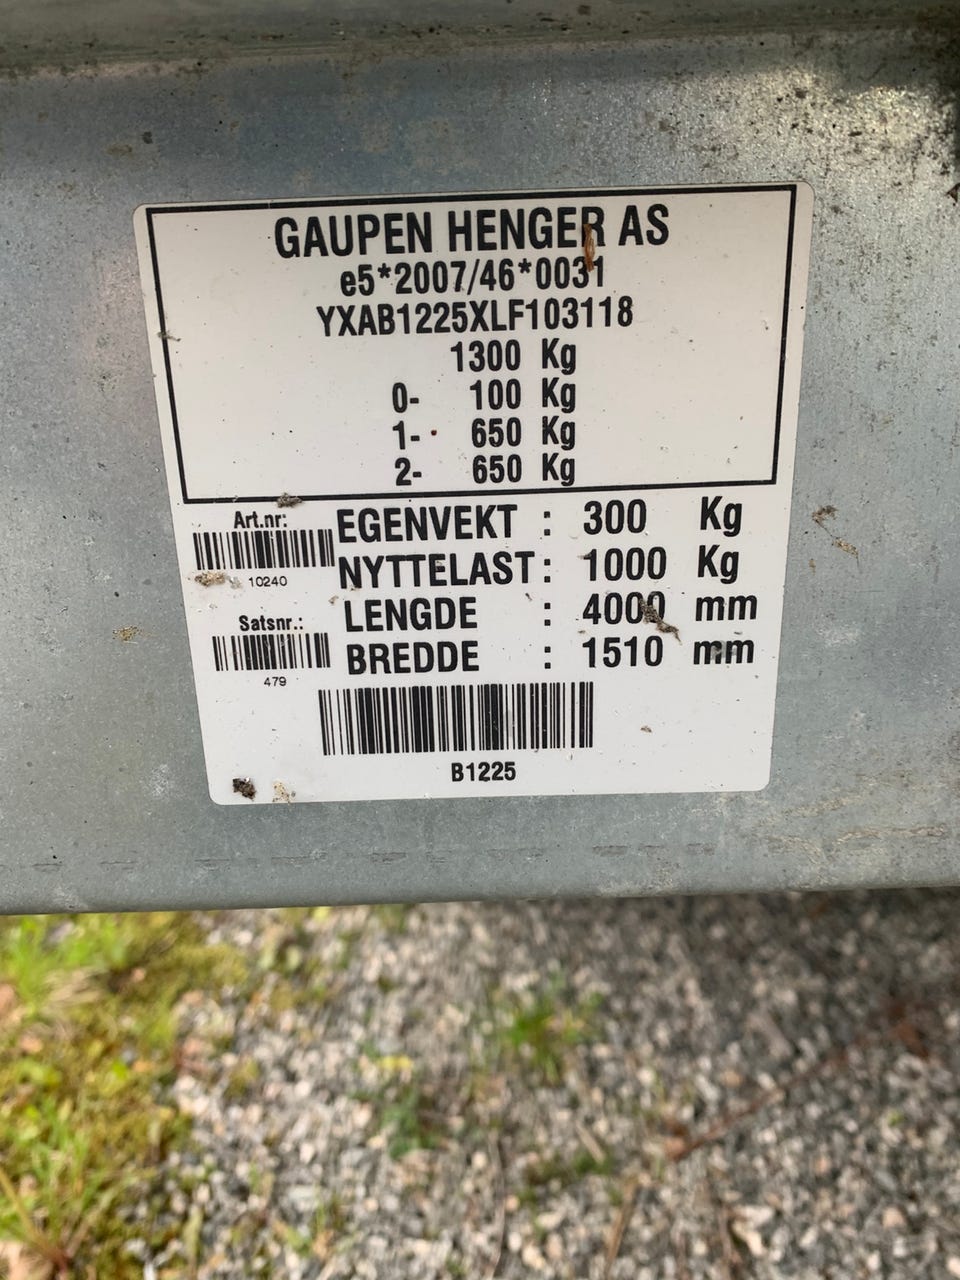 GAUPEN HENGER AS
e5*2007/46*0031
YXAB1225XLF103118
1300 Kg
0- 100 Kg
1- 650 Kg
2- 650 Kg
Art.nr:
10240
EGENVEKT : 300 Kg
NYTTELAST : 1000 Kg
LENGDE : 4000 mm
Satsnr.:
479
BREDDE : 1510 mm
B1225